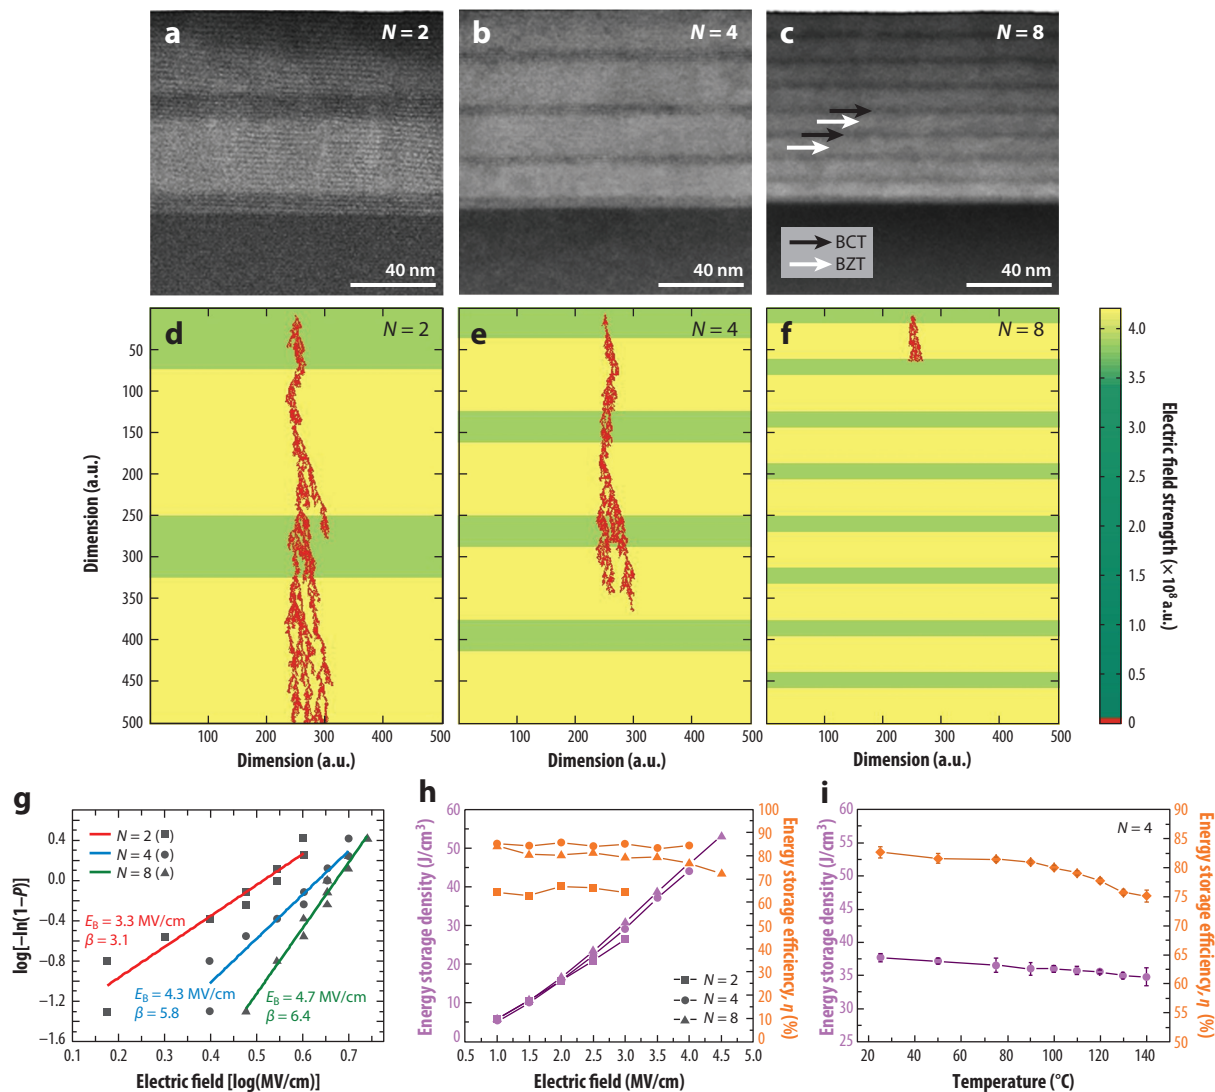 a
N = 2
40 nm
b
N = 4
40 nm
c
N = 8
BCT
BZT
40 nm
d
N = 2
50
100
150
200
250
300
350
400
450
500
Dimension (a.u.)
100
200
300
400
500
Dimension (a.u.)
e
N = 4
100
200
300
400
500
Dimension (a.u.)
f
N = 8
100
200
300
400
500
Dimension (a.u.)
4.0
3.5
3.0
2.0
1.0
0.5
0
Electric field strength (×10⁸ a.u.)
g
N = 2 (■)
N = 4 (●)
N = 8 (▲)
E_B = 3.3 MV/cm
β = 3.1
E_B = 4.3 MV/cm
β = 5.8
E_B = 4.7 MV/cm
β = 6.4
0.4
0.0
−0.4
−0.8
−1.2
−1.6
log[−ln(1−P)]
0.1
0.2
0.3
0.4
0.5
0.6
0.7
Electric field [log(MV/cm)]
h
60
50
40
30
20
10
0
Energy storage density (J/cm³)
N = 2
N = 4
N = 8
0.5
1.0
1.5
2.0
2.5
3.0
3.5
4.0
4.5
5.0
Electric field (MV/cm)
100
90
80
70
60
50
40
30
20
10
0
Energy storage efficiency, η (%)
i
N = 4
60
55
50
45
40
35
30
25
Energy storage density (J/cm³)
20
40
60
80
100
120
140
Temperature (°C)
90
85
80
75
70
65
60
55
50
Energy storage efficiency, η (%)